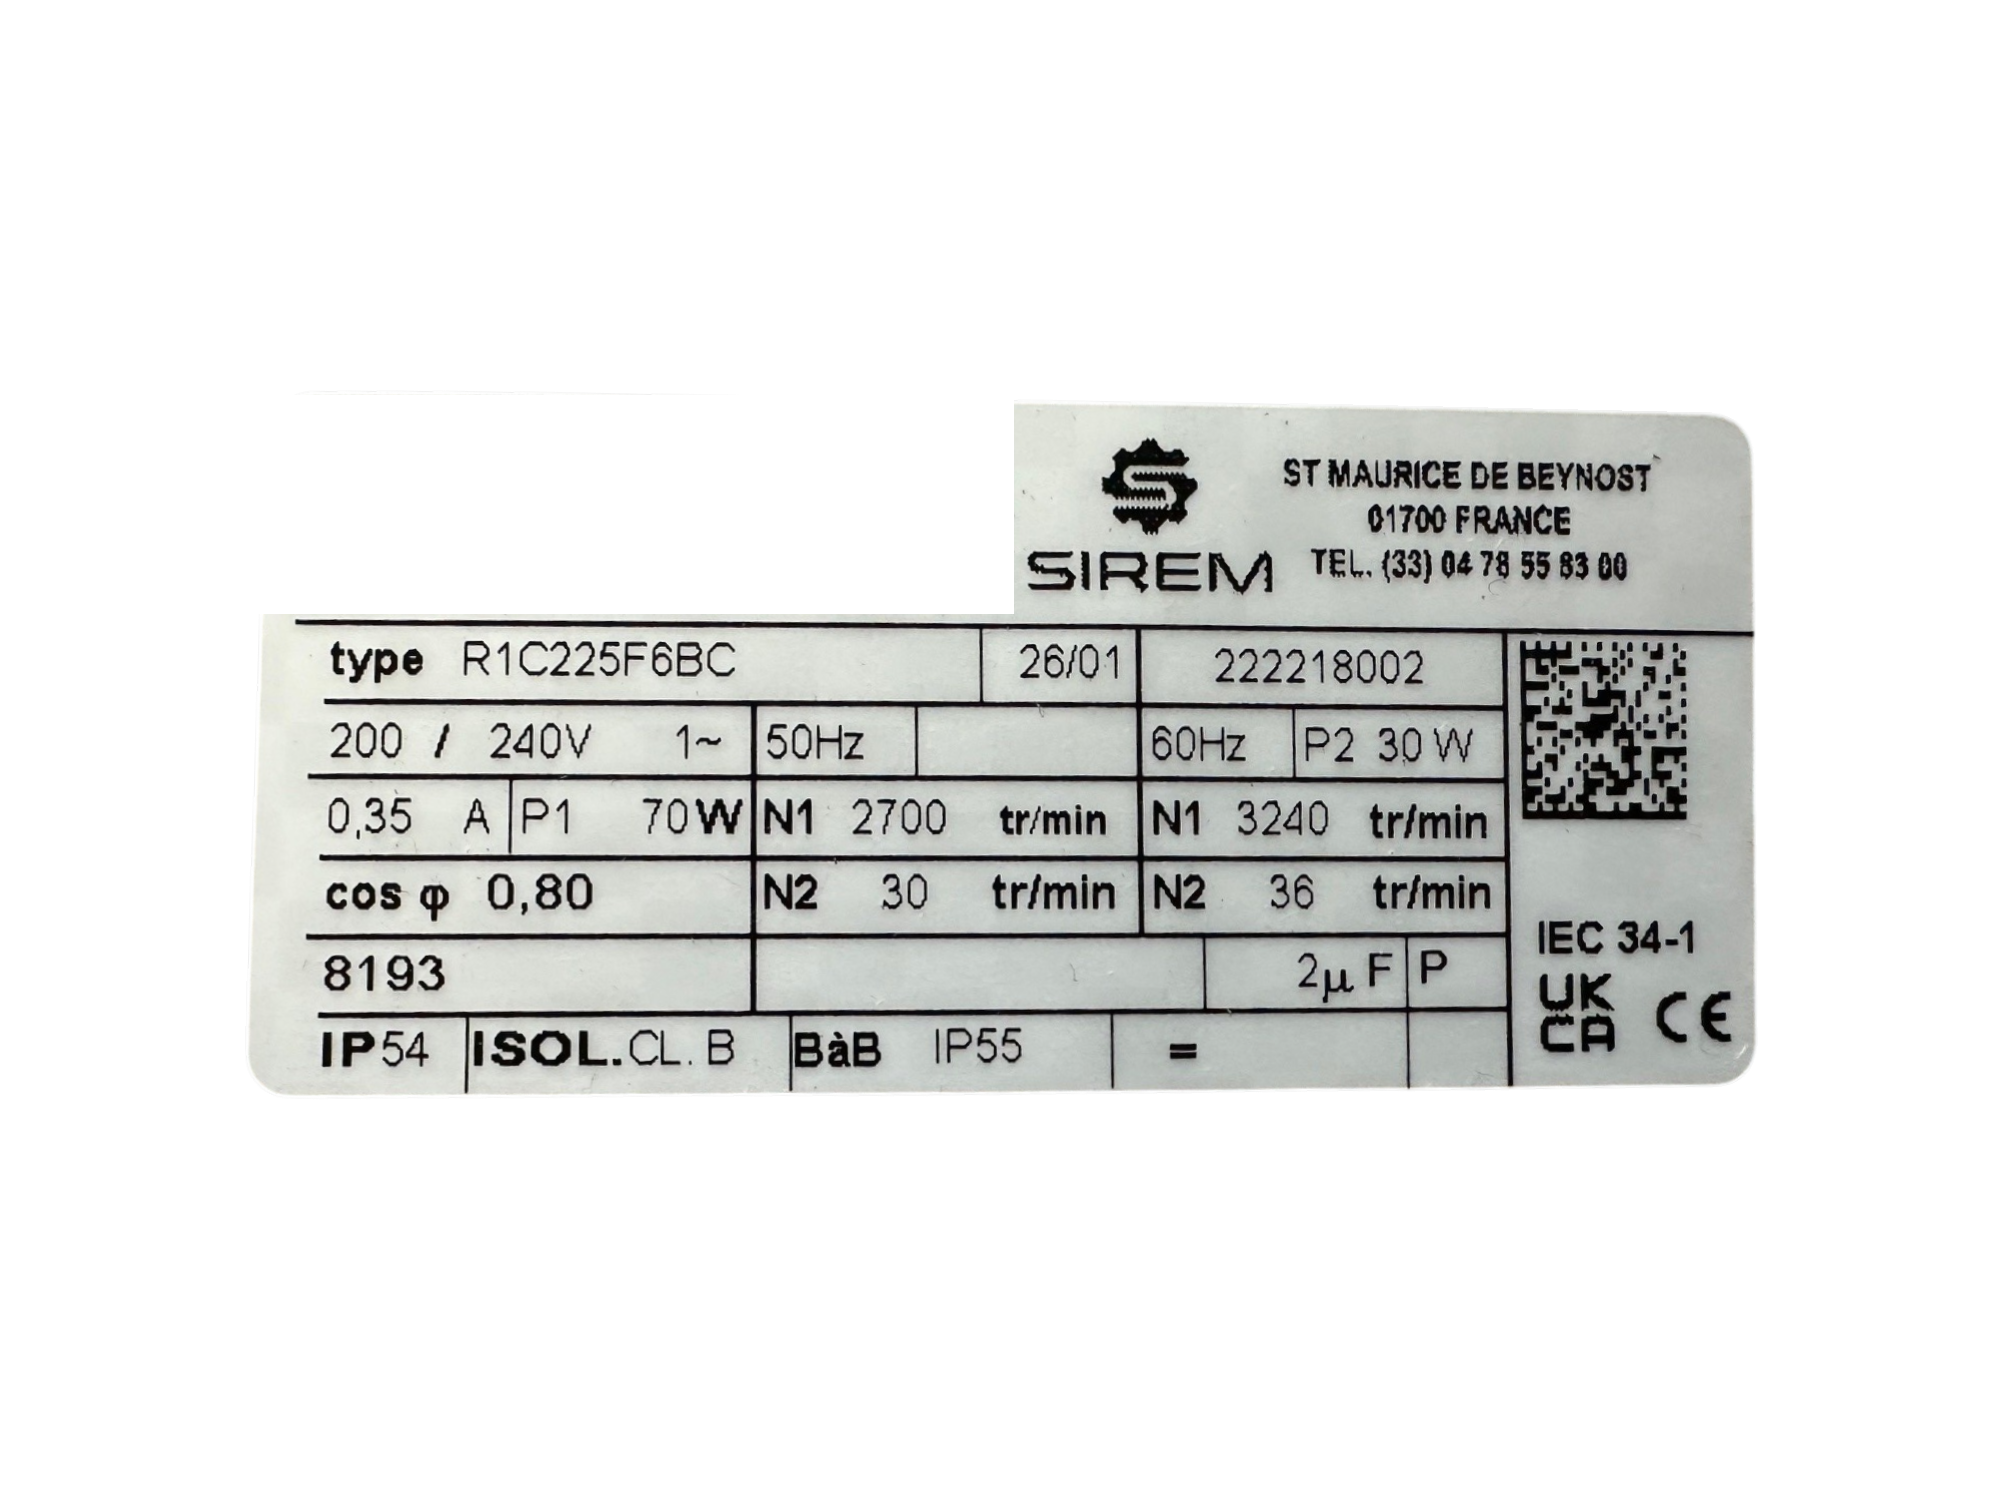 SIREM
ST MAURICE DE BEYNOST
01700 FRANCE
TEL. (33) 04 78 55 83 00
type R1C225F6BC 26/01 222218002
200 / 240V 1~ 50Hz 60Hz P2 30 W
0,35 A P1 70W N1 2700 tr/min N1 3240 tr/min
cos φ 0,80 N2 30 tr/min N2 36 tr/min
8193 2μF P
IP54 ISOL.CL. B BàB IP55 =
IEC 34-1
UK
CA CE